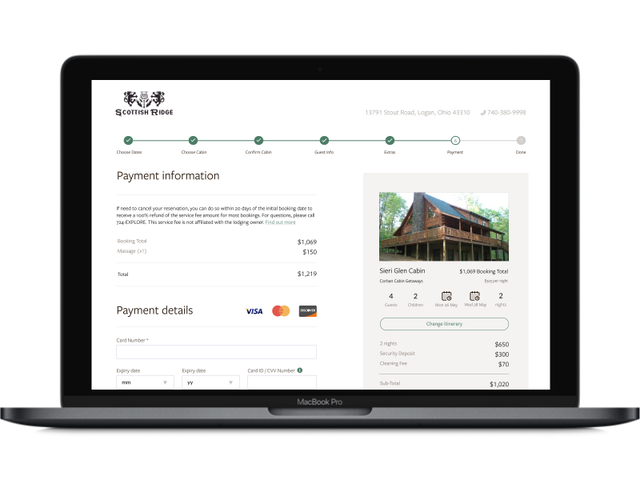 SCOTTISH RIDGE
13791 Stout Road, Logan, Ohio 43310 740-380-9998
Choose Dates Choose Cabin Confirm Cabin Guest Info Extras Payment Done
Payment information
If need to cancel your reservation, you can do so within 20 days of the initial booking date to
receive a 100% refund of the service fee amount for most bookings. For questions, please call
724-EXPLORE. This service fee is not affiliated with the lodging owner. Find out more
Booking Total $1,069
Massage (x1) $150
Total $1,219
Payment details
VISA DISCOVER
Card Number *
Expiry date Expiry date Card ID / CVV Number
mm yy
Sieri Glen Cabin $1,069 Booking Total
4 2 2
Guests Children nights
Change Itinerary
2 nights $650
Security Deposit $300
Cleaning Fee $70
Sub-Total $1,020
MacBook Pro